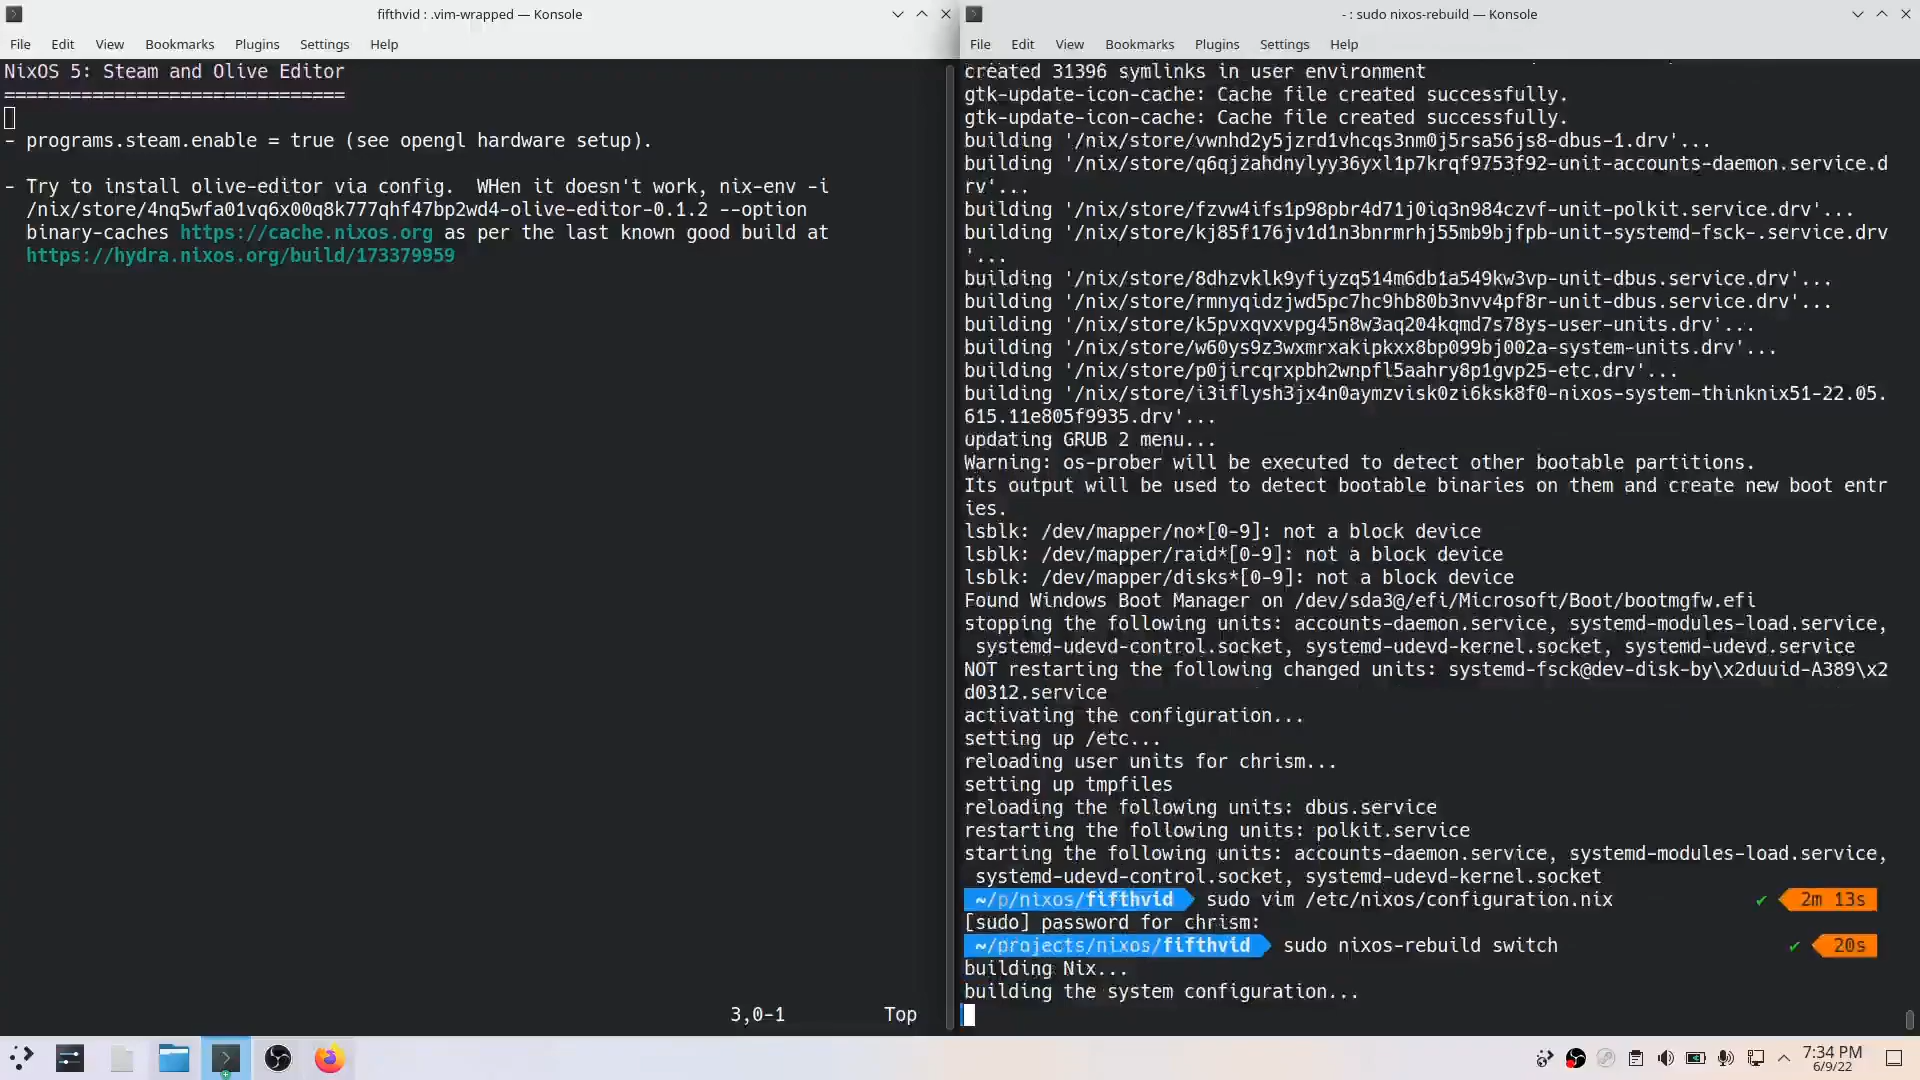 fifthvid : .vim-wrapped — Konsole
File Edit View Bookmarks Plugins Settings Help
NixOS 5: Steam and Olive Editor
===============================
- programs.steam.enable = true (see opengl hardware setup).
- Try to install olive-editor via config.  WHen it doesn't work, nix-env -i
/nix/store/4nq5wfa01vq6x00q8k777qhf47bp2wd4-olive-editor-0.1.2 --option
binary-caches https://cache.nixos.org as per the last known good build at
https://hydra.nixos.org/build/173379959
3,0-1 Top
- : sudo nixos-rebuild — Konsole
File Edit View Bookmarks Plugins Settings Help
created 31396 symlinks in user environment
gtk-update-icon-cache: Cache file created successfully.
gtk-update-icon-cache: Cache file created successfully.
building '/nix/store/vwnhd2y5jzrd1vhcqs3nm0j5rsa56js8-dbus-1.drv'...
building '/nix/store/q6qjzahdnylyy36yxl1p7krqf9753f92-unit-accounts-daemon.service.d
rv'...
building '/nix/store/fzvw4ifs1p98pbr4d71j0iq3n984czvf-unit-polkit.service.drv'...
building '/nix/store/kj85f176jv1d1n3bnrmrhj55mb9bjfpb-unit-systemd-fsck-.service.drv
'...
building '/nix/store/8dhzvklk9yfiyzq514m6db1a549kw3vp-unit-dbus.service.drv'...
building '/nix/store/rmnyqidzjwd5pc7hc9hb80b3nvv4pf8r-unit-dbus.service.drv'...
building '/nix/store/k5pvxqvxvpg45n8w3aq204kqmd7s78ys-user-units.drv'...
building '/nix/store/w60ys9z3wxmrxakipkxx8bp099bj002a-system-units.drv'...
building '/nix/store/p0jircqrxpbh2wnpfl5aahry8p1gvp25-etc.drv'...
building '/nix/store/i3iflysh3jx4n0aymzvisk0zi6ksk8f0-nixos-system-thinknix51-22.05.
615.11e805f9935.drv'...
updating GRUB 2 menu...
Warning: os-prober will be executed to detect other bootable partitions.
Its output will be used to detect bootable binaries on them and create new boot entr
ies.
lsblk: /dev/mapper/no*[0-9]: not a block device
lsblk: /dev/mapper/raid*[0-9]: not a block device
lsblk: /dev/mapper/disks*[0-9]: not a block device
Found Windows Boot Manager on /dev/sda3@/efi/Microsoft/Boot/bootmgfw.efi
stopping the following units: accounts-daemon.service, systemd-modules-load.service,
systemd-udevd-control.socket, systemd-udevd-kernel.socket, systemd-udevd.service
NOT restarting the following changed units: systemd-fsck@dev-disk-by\x2duuid-A389\x2
d0312.service
activating the configuration...
setting up /etc...
reloading user units for chrism...
setting up tmpfiles
reloading the following units: dbus.service
restarting the following units: polkit.service
starting the following units: accounts-daemon.service, systemd-modules-load.service,
systemd-udevd-control.socket, systemd-udevd-kernel.socket
~/p/nixos/fifthvid sudo vim /etc/nixos/configuration.nix ✔ 2m 13s
[sudo] password for chrism:
~/projects/nixos/fifthvid sudo nixos-rebuild switch ✔ 20s
building Nix...
building the system configuration...
7:34 PM
6/9/22